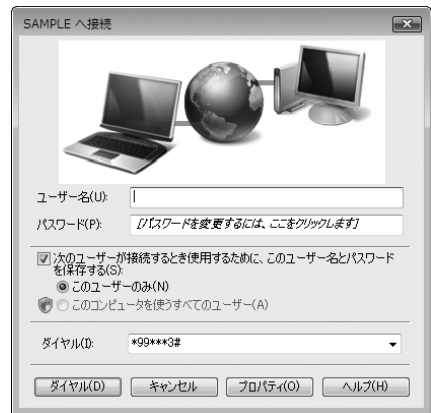 SAMPLE へ接続
ユーザー名(U):
パスワード(P):
[パスワードを変更するには、ここをクリックします]
次のユーザーが接続するとき使用するために、このユーザー名とパスワード
を保存する(S):
このユーザーのみ(N)
このコンピュータを使うすべてのユーザー(A)
ダイヤル(I):
*99***3#
ダイヤル(D)
キャンセル
プロパティ(O)
ヘルプ(H)